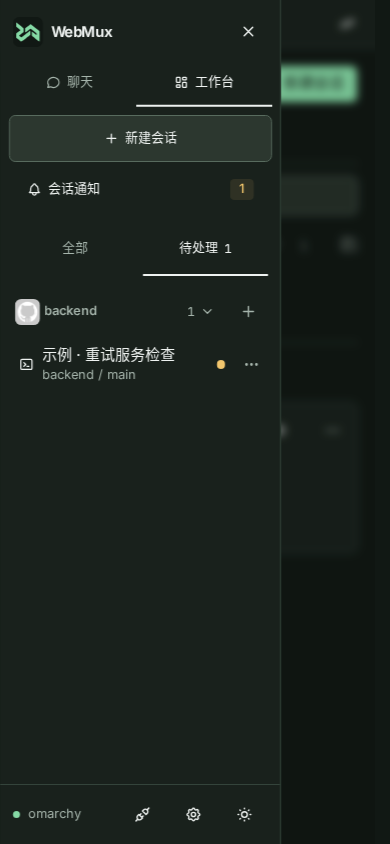 WebMux
聊天 工作台
新建会话
会话通知 1
全部 待处理 1
backend 1
示例 · 重试服务检查
backend / main
omarchy